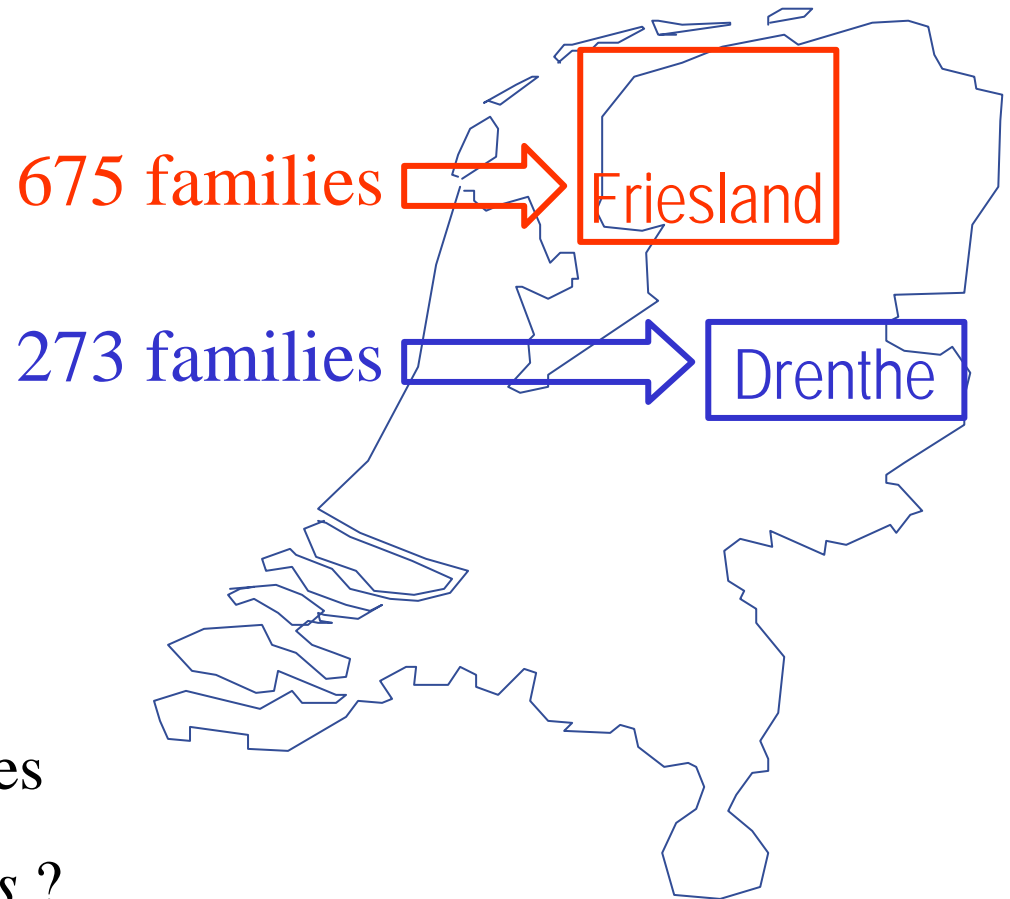 675 families
Friesland
273 families
Drenthe
es
s ?